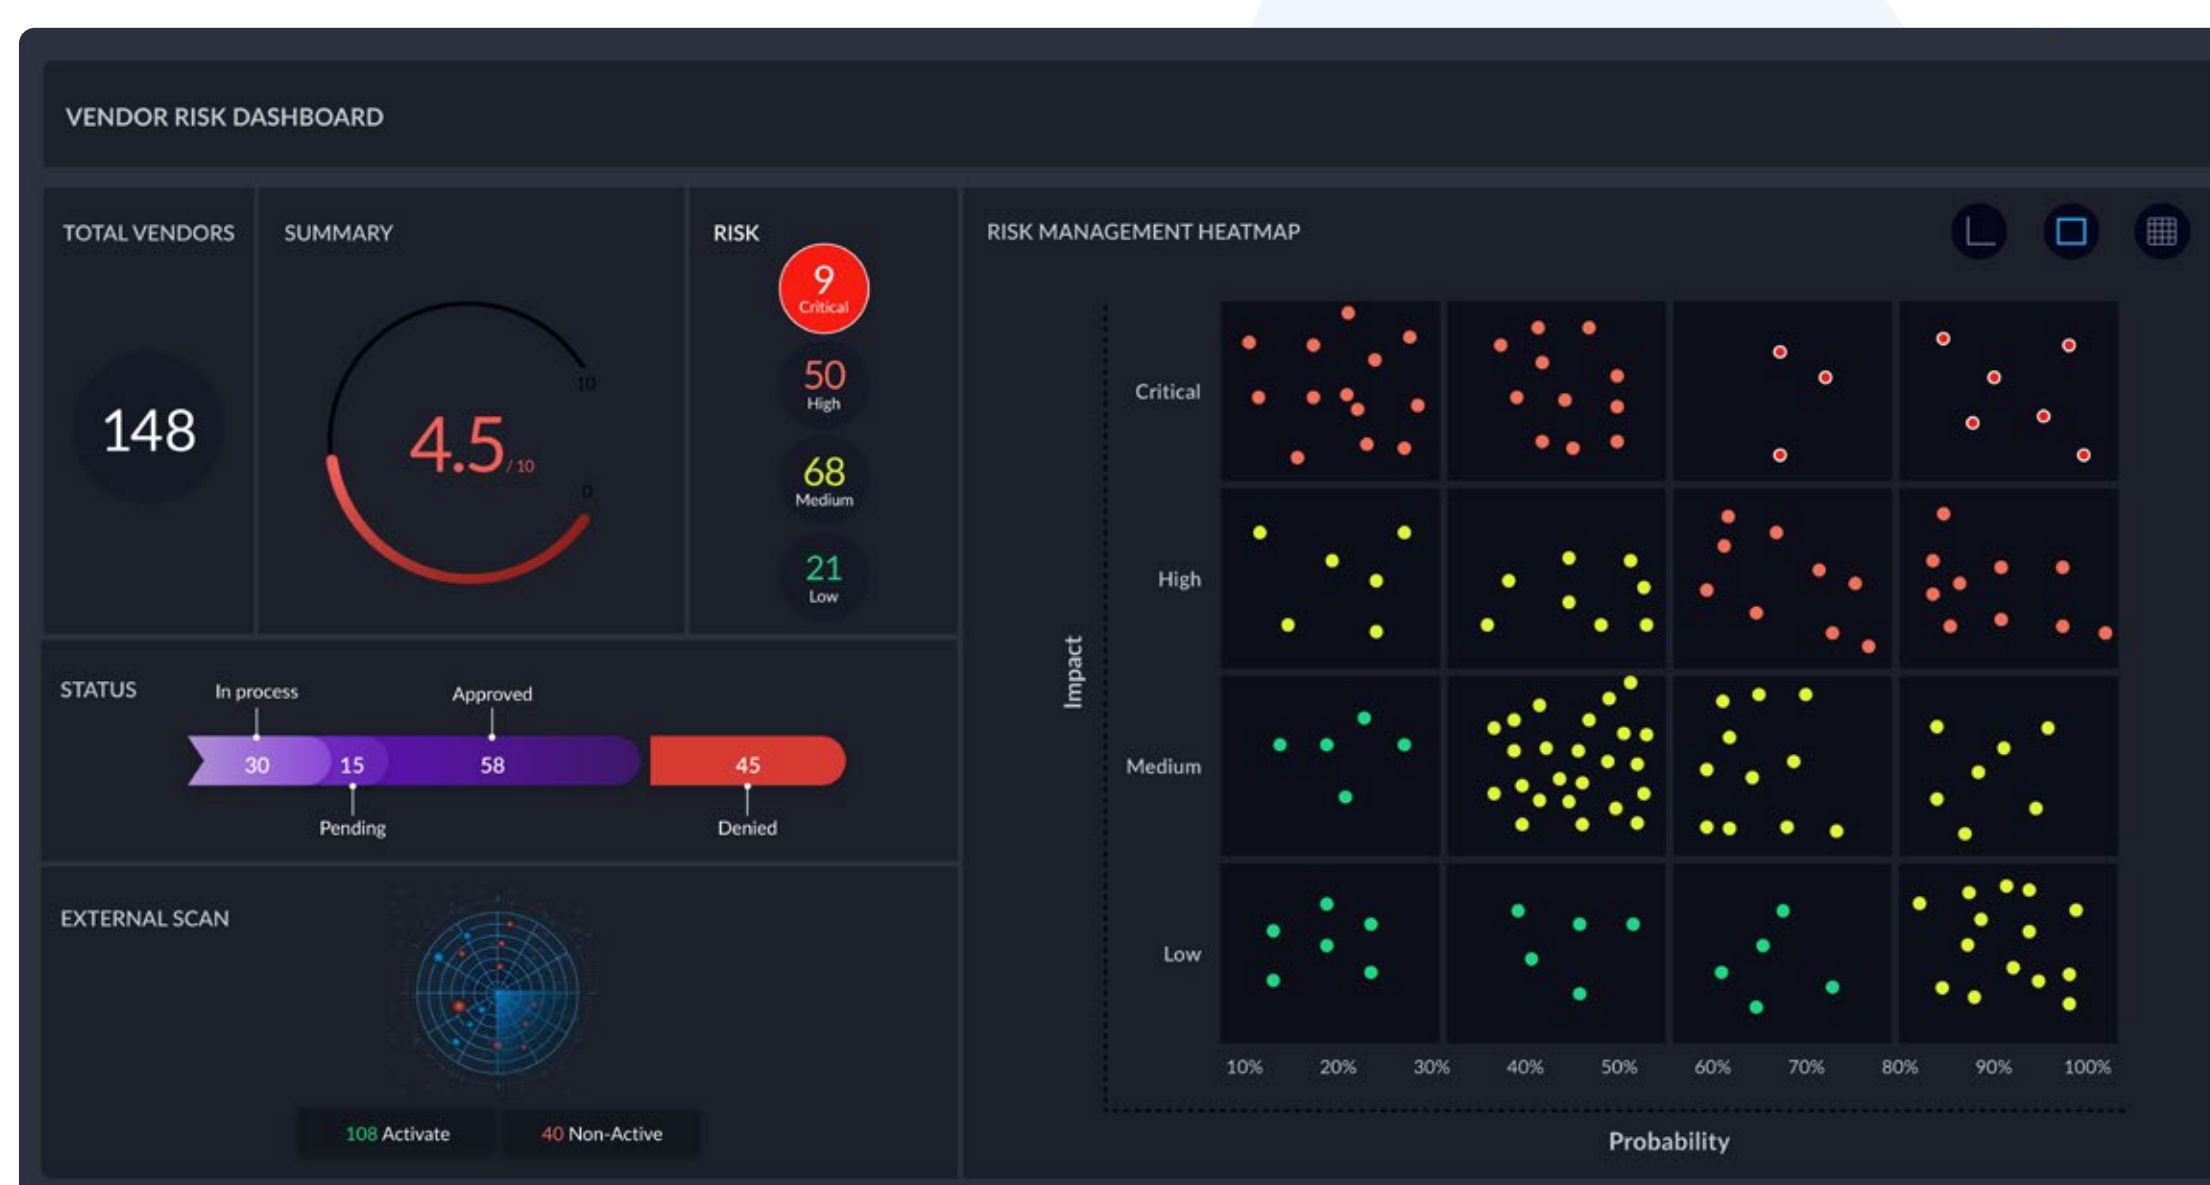 VENDOR RISK DASHBOARD
TOTAL VENDORS
148
SUMMARY
10
4.5 / 10
0
RISK
9
Critical
50
High
68
Medium
21
Low
STATUS
In process
Approved
30
15
58
45
Pending
Denied
EXTERNAL SCAN
108 Activate
40 Non-Active
RISK MANAGEMENT HEATMAP
Impact
Critical
High
Medium
Low
10% 20% 30% 40% 50% 60% 70% 80% 90% 100%
Probability